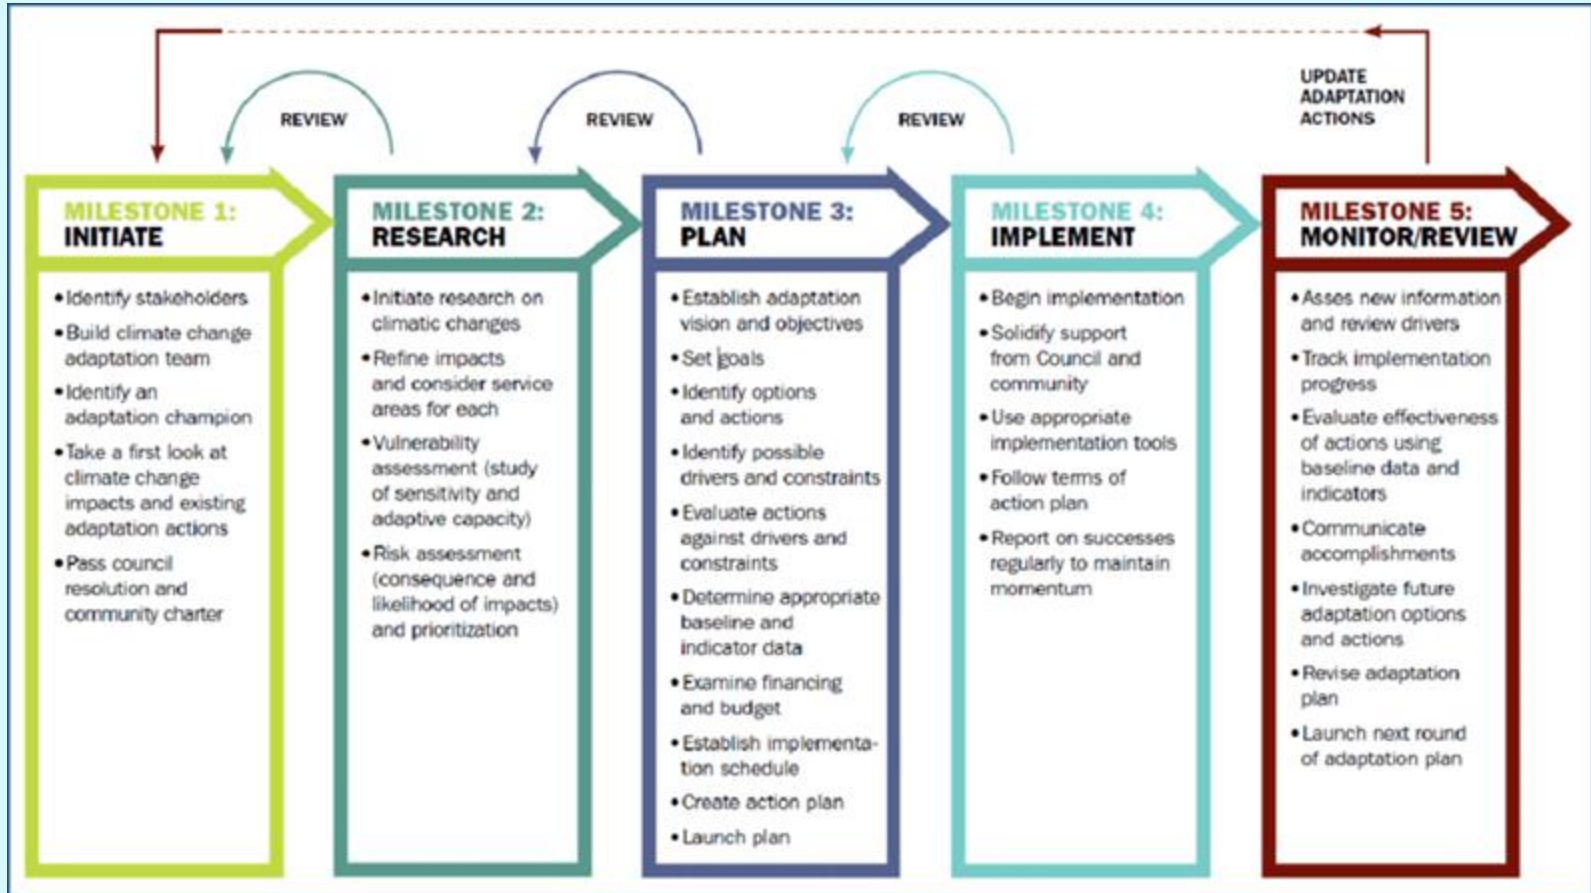 UPDATE
ADAPTATION
ACTIONS
REVIEW
REVIEW
REVIEW
MILESTONE 1:
INITIATE
•Identify stakeholders
•Build climate change
adaptation team
•Identify an
adaptation champion
•Take a first look at
climate change
impacts and existing
adaptation actions
•Pass council
resolution and
community charter
MILESTONE 2:
RESEARCH
•Initiate research on
climatic changes
•Refine impacts
and consider service
areas for each
•Vulnerability
assessment (study
of sensitivity and
adaptive capacity)
•Risk assessment
(consequence and
likelihood of impacts)
and prioritization
MILESTONE 3:
PLAN
•Establish adaptation
vision and objectives
•Set goals
•Identify options
and actions
•Identify possible
drivers and constraints
•Evaluate actions
against drivers and
constraints
•Determine appropriate
baseline and
indicator data
•Examine financing
and budget
•Establish implementa-
tion schedule
•Create action plan
•Launch plan
MILESTONE 4:
IMPLEMENT
•Begin implementation
•Solidify support
from Council and
community
•Use appropriate
implementation tools
•Follow terms of
action plan
•Report on successes
regularly to maintain
momentum
MILESTONE 5:
MONITOR/REVIEW
•Asses new information
and review drivers
•Track implementation
progress
•Evaluate effectiveness
of actions using
baseline data and
indicators
•Communicate
accomplishments
•Investigate future
adaptation options
and actions
•Revise adaptation
plan
•Launch next round
of adaptation plan